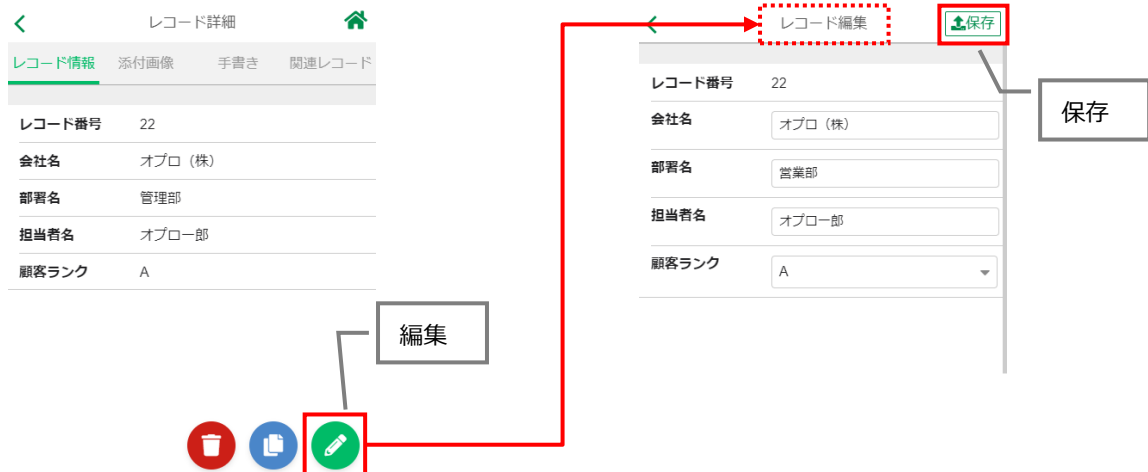 レコード詳細
レコード情報 添付画像 手書き 関連レコード
レコード番号 22
会社名 オプロ（株）
部署名 管理部
担当者名 オプロ一郎
顧客ランク A
編集
レコード編集 保存
レコード番号 22
会社名 オプロ（株）
部署名 営業部
担当者名 オプロ一郎
顧客ランク A
保存